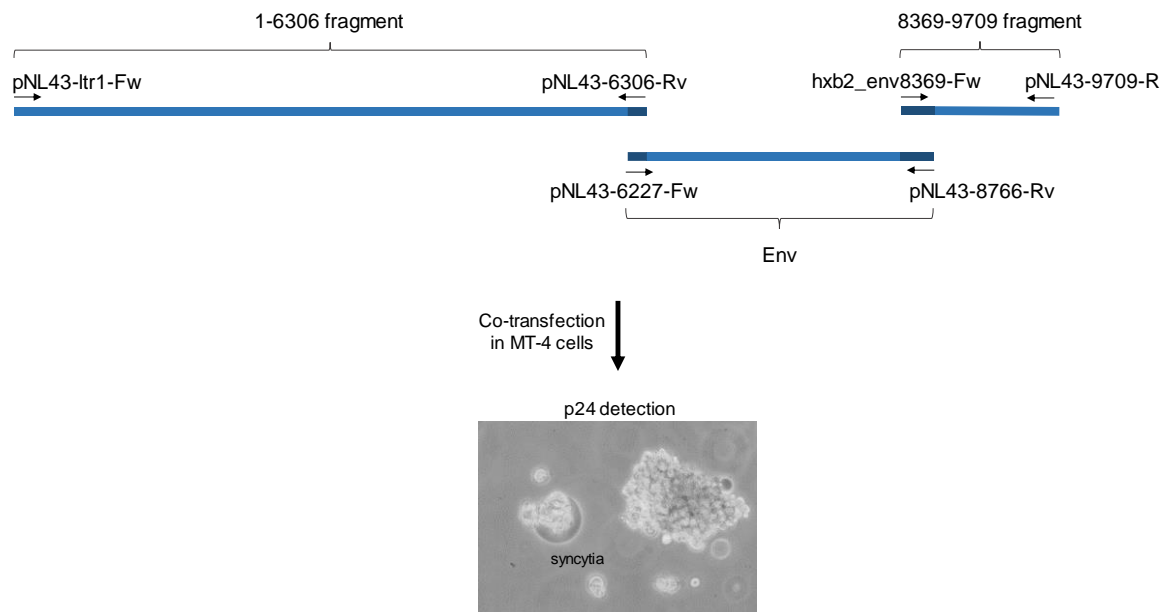 1-6306 fragment
8369-9709 fragment
pNL43-ltr1-Fw
pNL43-6306-Rv
hxb2_env8369-Fw
pNL43-9709-R
pNL43-6227-Fw
pNL43-8766-Rv
Env
Co-transfection
in MT-4 cells
p24 detection
syncytia